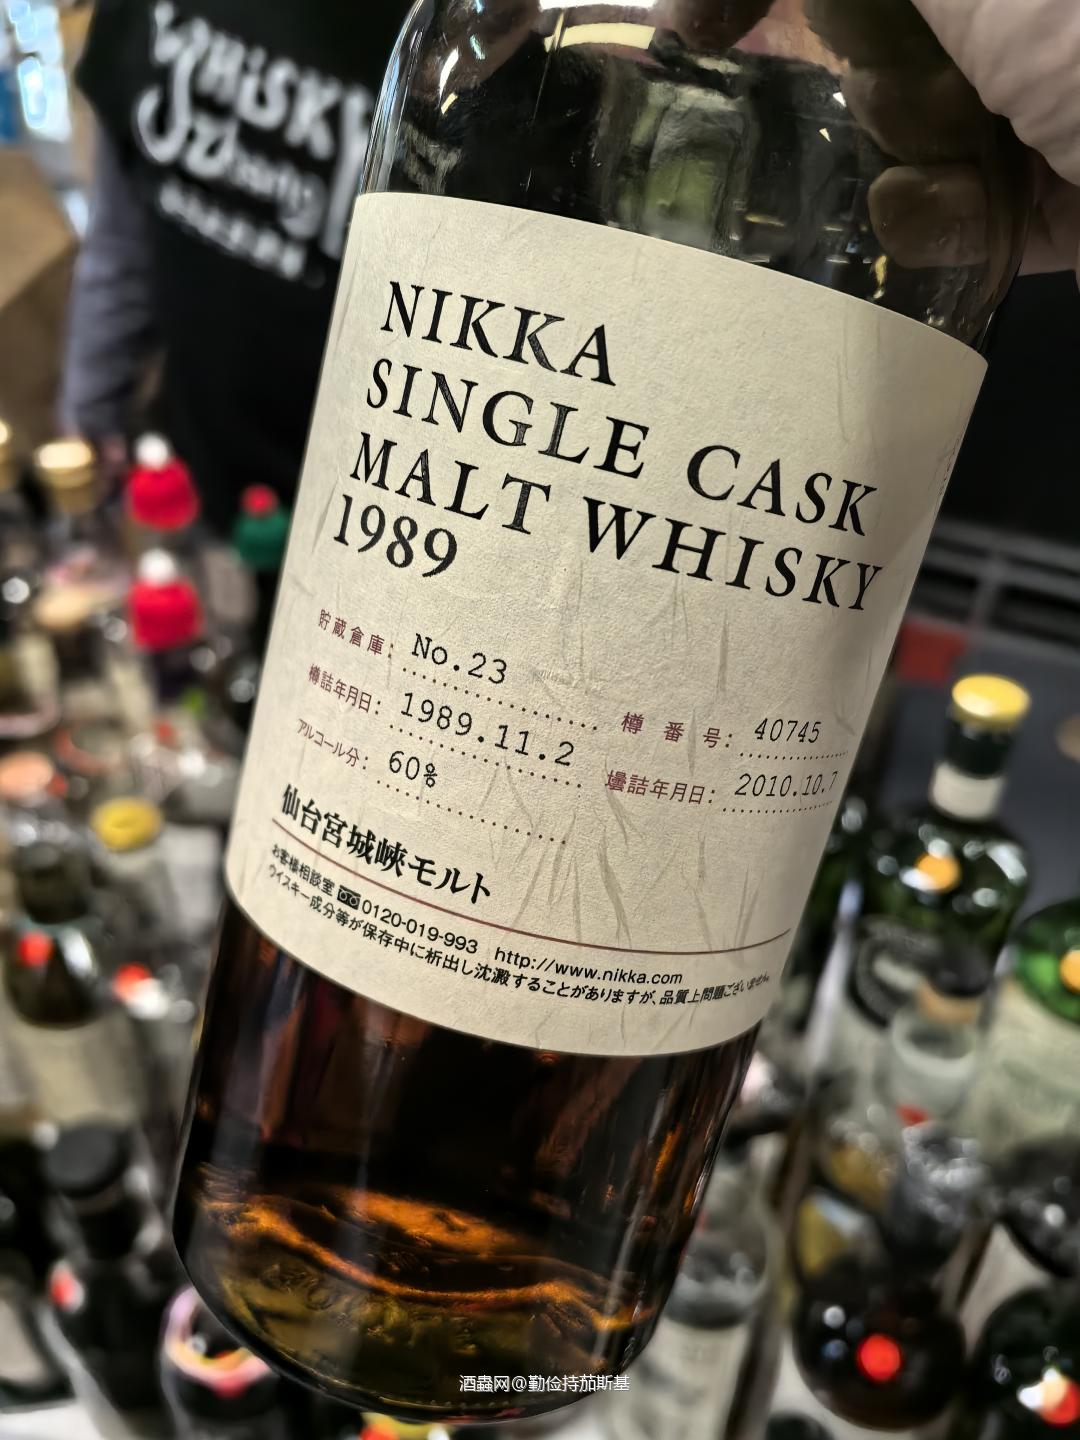 WHiSKY
Zhang
NIKKA
SINGLE CASK
MALT WHISKY
1989
貯蔵倉庫: No.23
樽番号: 40745
樽詰年月日: 1989.11.2
壜詰年月日: 2010.10.7
アルコール分: 60%
仙台宮城峡モルト
お客様相談室 0120-019-993 http://www.nikka.com
ウイスキー成分等が保存中に析出し沈澱することがありますが、品質上問題ございません。
酒蟲网@勤俭持茄斯基